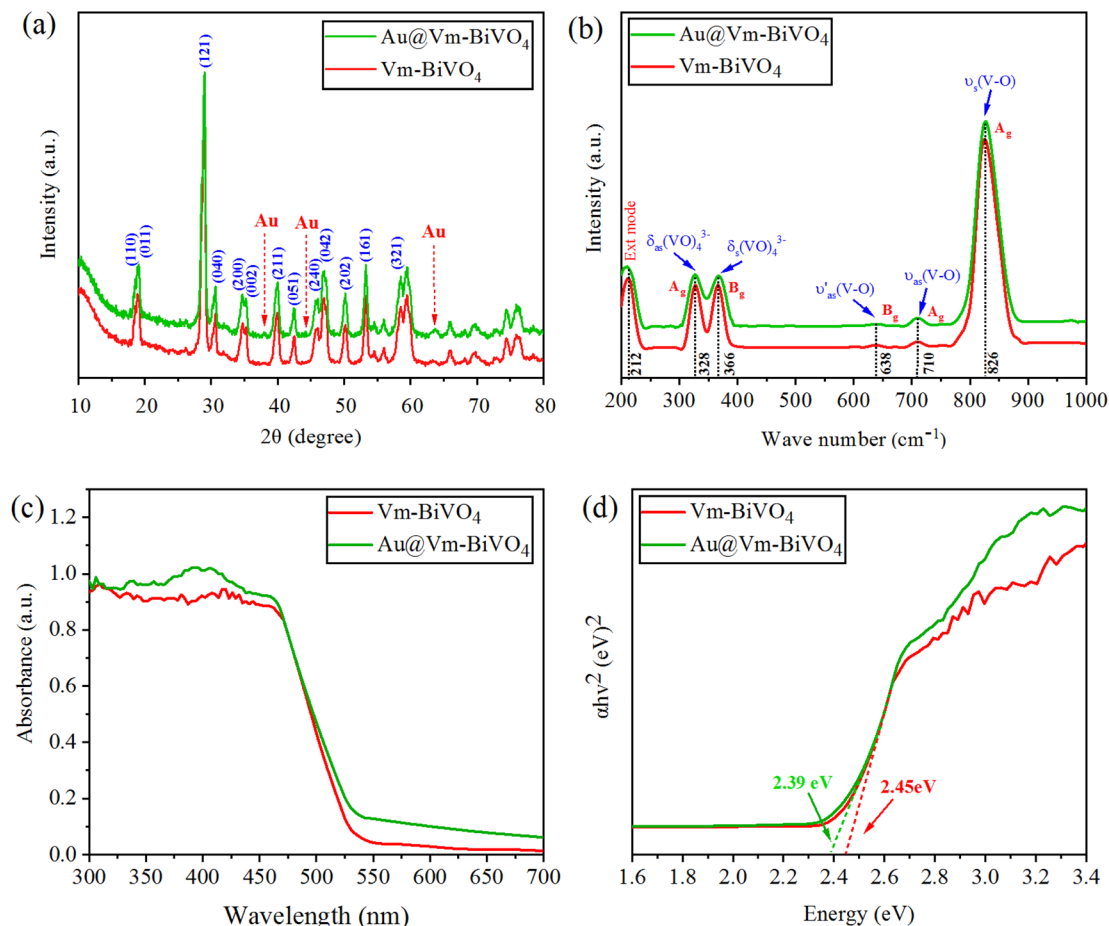 (a)
Au@Vm-BiVO4
Vm-BiVO4
(110)
(011)
(121)
(040)
(200)
(002)
Au
(211)
(051)
Au
(240)
(042)
(202)
(161)
(321)
Au
Intensity (a.u.)
10 20 30 40 50 60 70 80
2θ (degree)
(b)
Au@Vm-BiVO4
Vm-BiVO4
υs(V-O)
Ag
Ext mode
δas(VO)4 3-
δs(VO)4 3-
Ag
Bg
υ'as(V-O)
υas(V-O)
Bg
Ag
212
328
366
638
710
826
Intensity (a.u.)
200 300 400 500 600 700 800 900 1000
Wave number (cm-1)
(c)
Vm-BiVO4
Au@Vm-BiVO4
1.2
1.0
0.8
0.6
0.4
0.2
0.0
Absorbance (a.u.)
300 400 500 600 700
Wavelength (nm)
(d)
Vm-BiVO4
Au@Vm-BiVO4
αhν2 (eV)2
2.39 eV
2.45eV
1.6 1.8 2.0 2.2 2.4 2.6 2.8 3.0 3.2 3.4
Energy (eV)